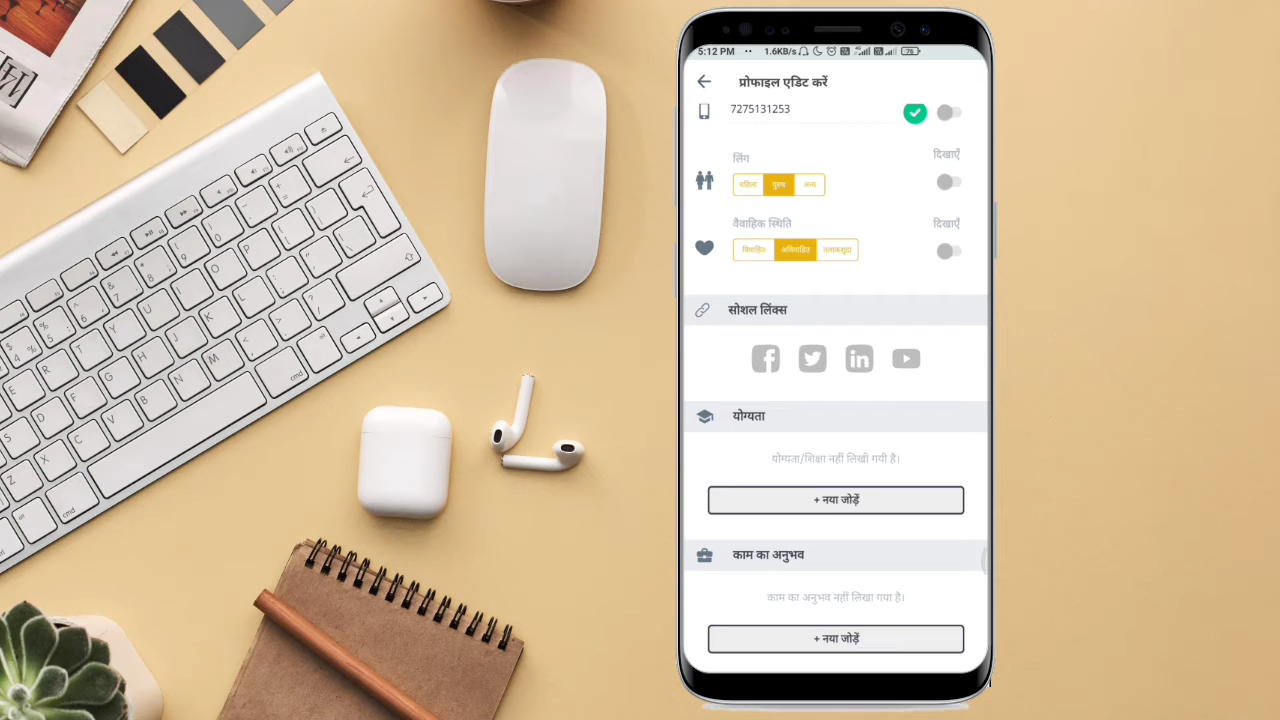 5:12 PM
1.6KB/s
76
प्रोफाइल एडिट करें
7275131253
लिंग
दिखाएँ
महिला पुरुष अन्य
वैवाहिक स्थिति
दिखाएँ
विवाहित अविवाहित तलाकशुदा
सोशल लिंक्स
योग्यता
योग्यता/शिक्षा नहीं लिखी गयी है।
+ नया जोड़ें
काम का अनुभव
काम का अनुभव नहीं लिखा गया है।
+ नया जोड़ें